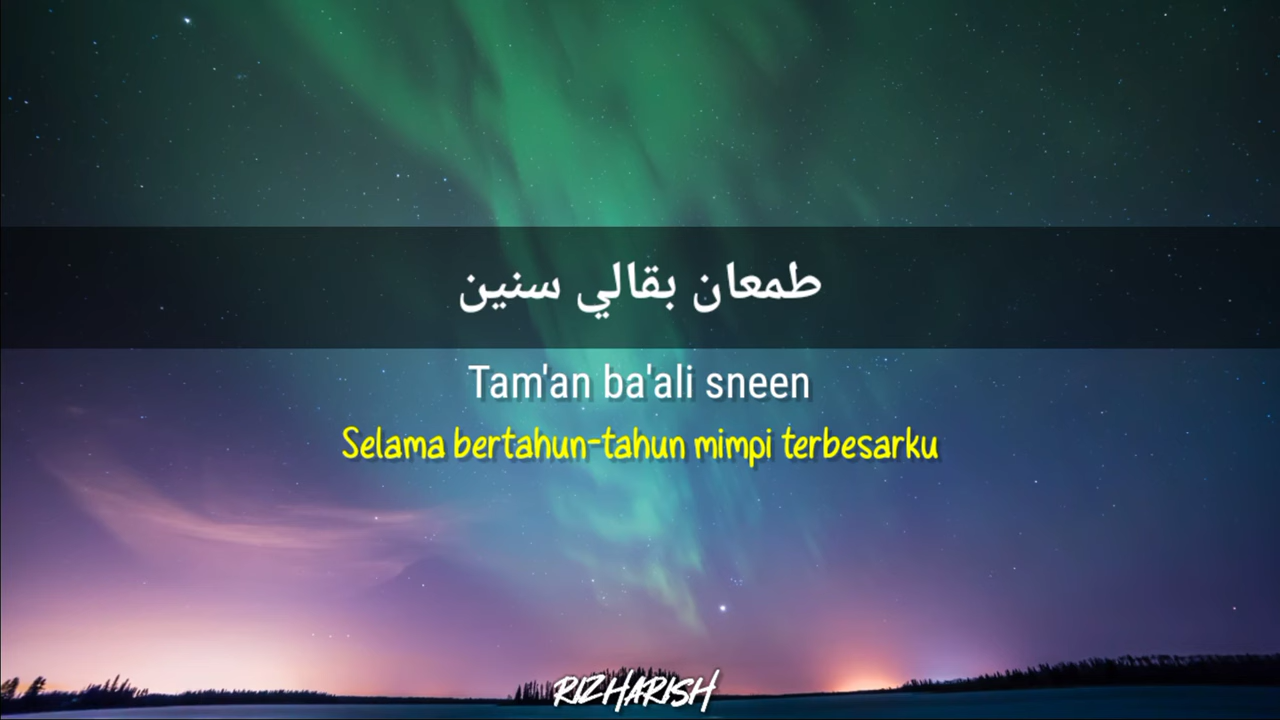 طمعان بقالي سنين
Tam'an ba'ali sneen
Selama bertahun-tahun mimpi terbesarku
RIZHARISH